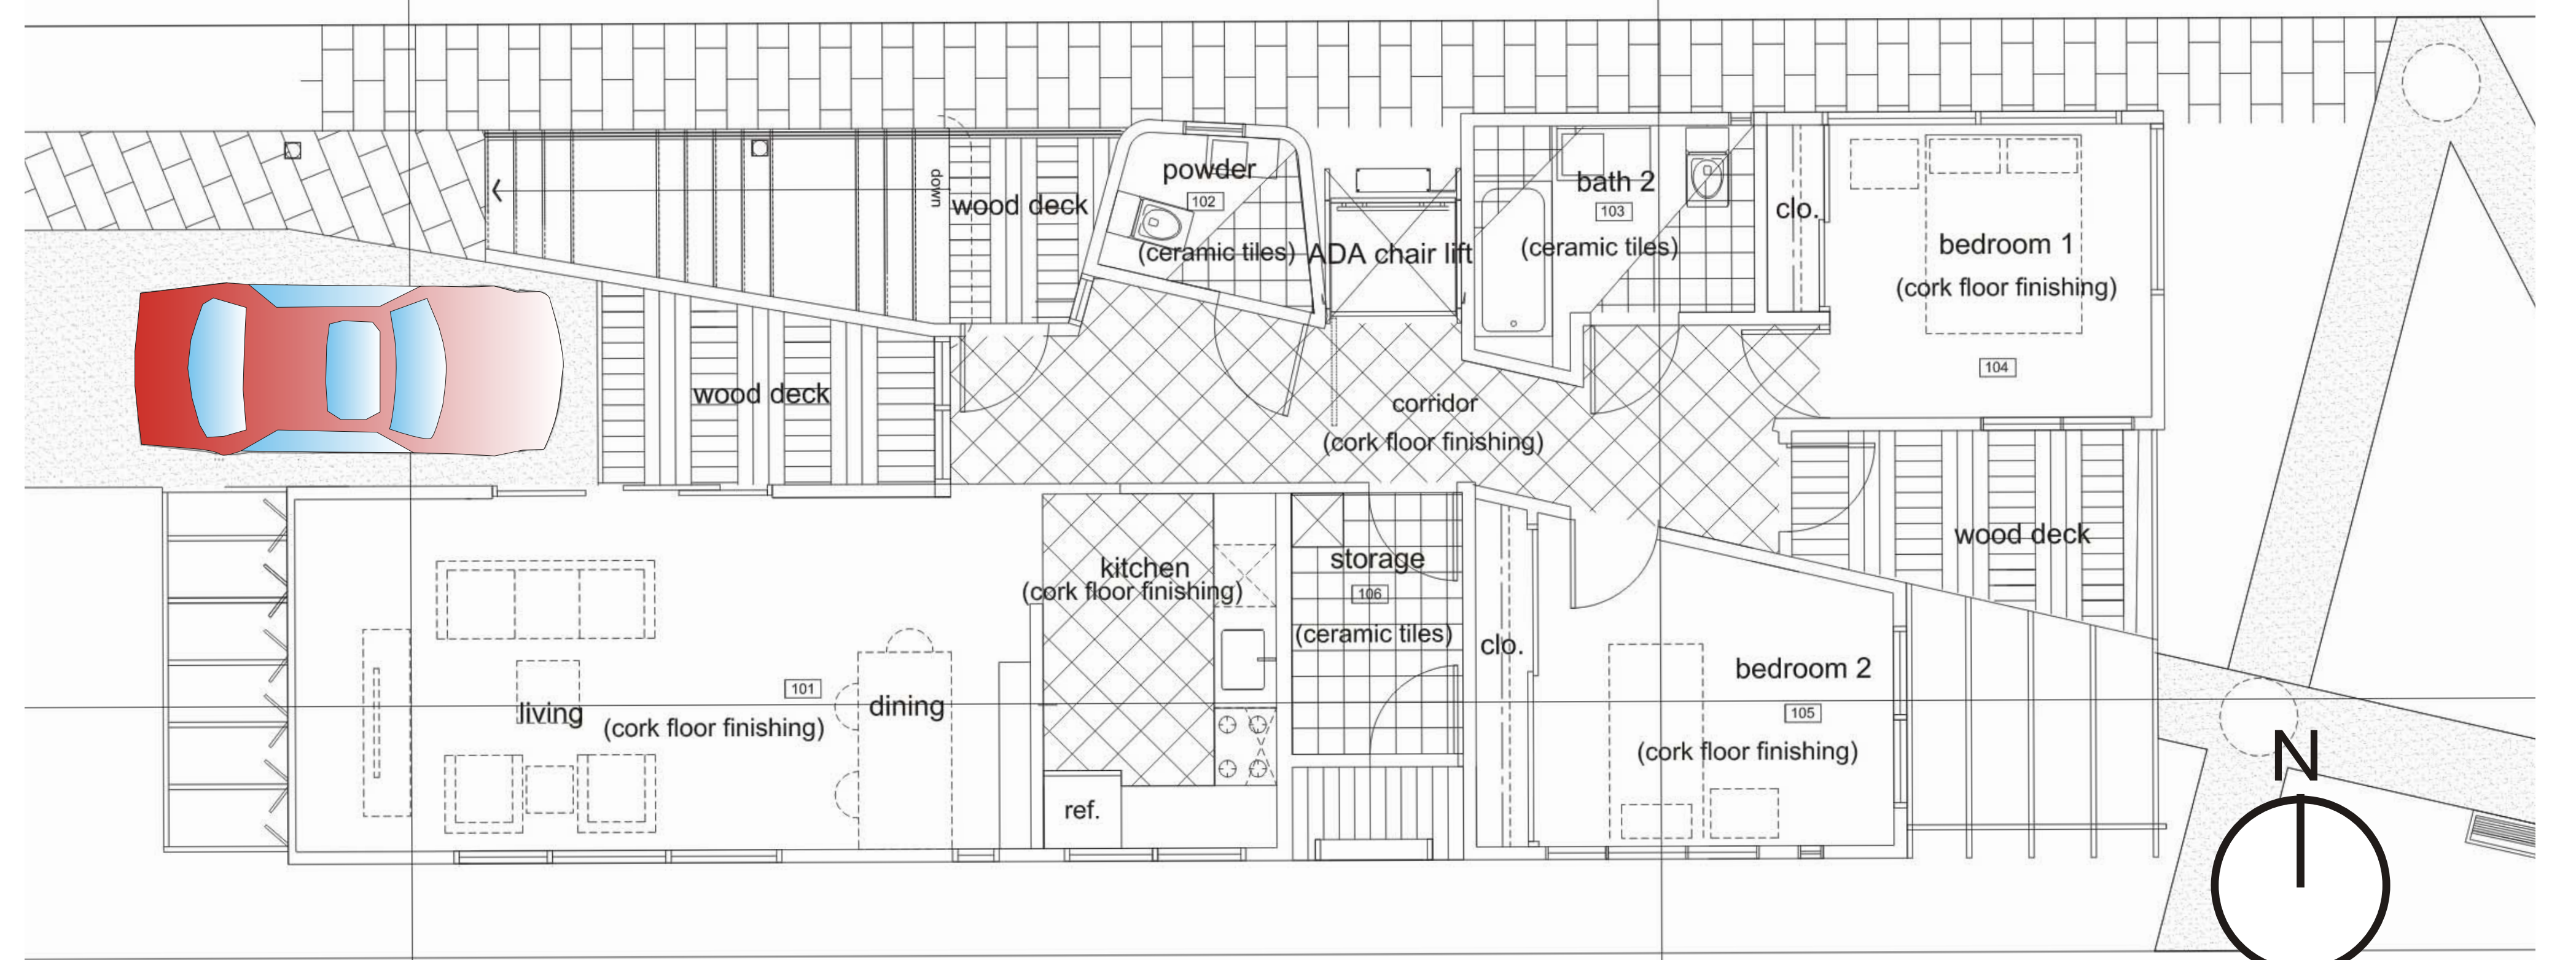 down
wood deck
powder
102
(ceramic tiles)
ADA chair lift
bath 2
103
(ceramic tiles)
clo.
bedroom 1
(cork floor finishing)
104
wood deck
corridor
(cork floor finishing)
wood deck
kitchen
(cork floor finishing)
storage
106
(ceramic tiles)
clo.
bedroom 2
105
(cork floor finishing)
101
living
(cork floor finishing)
dining
ref.
N